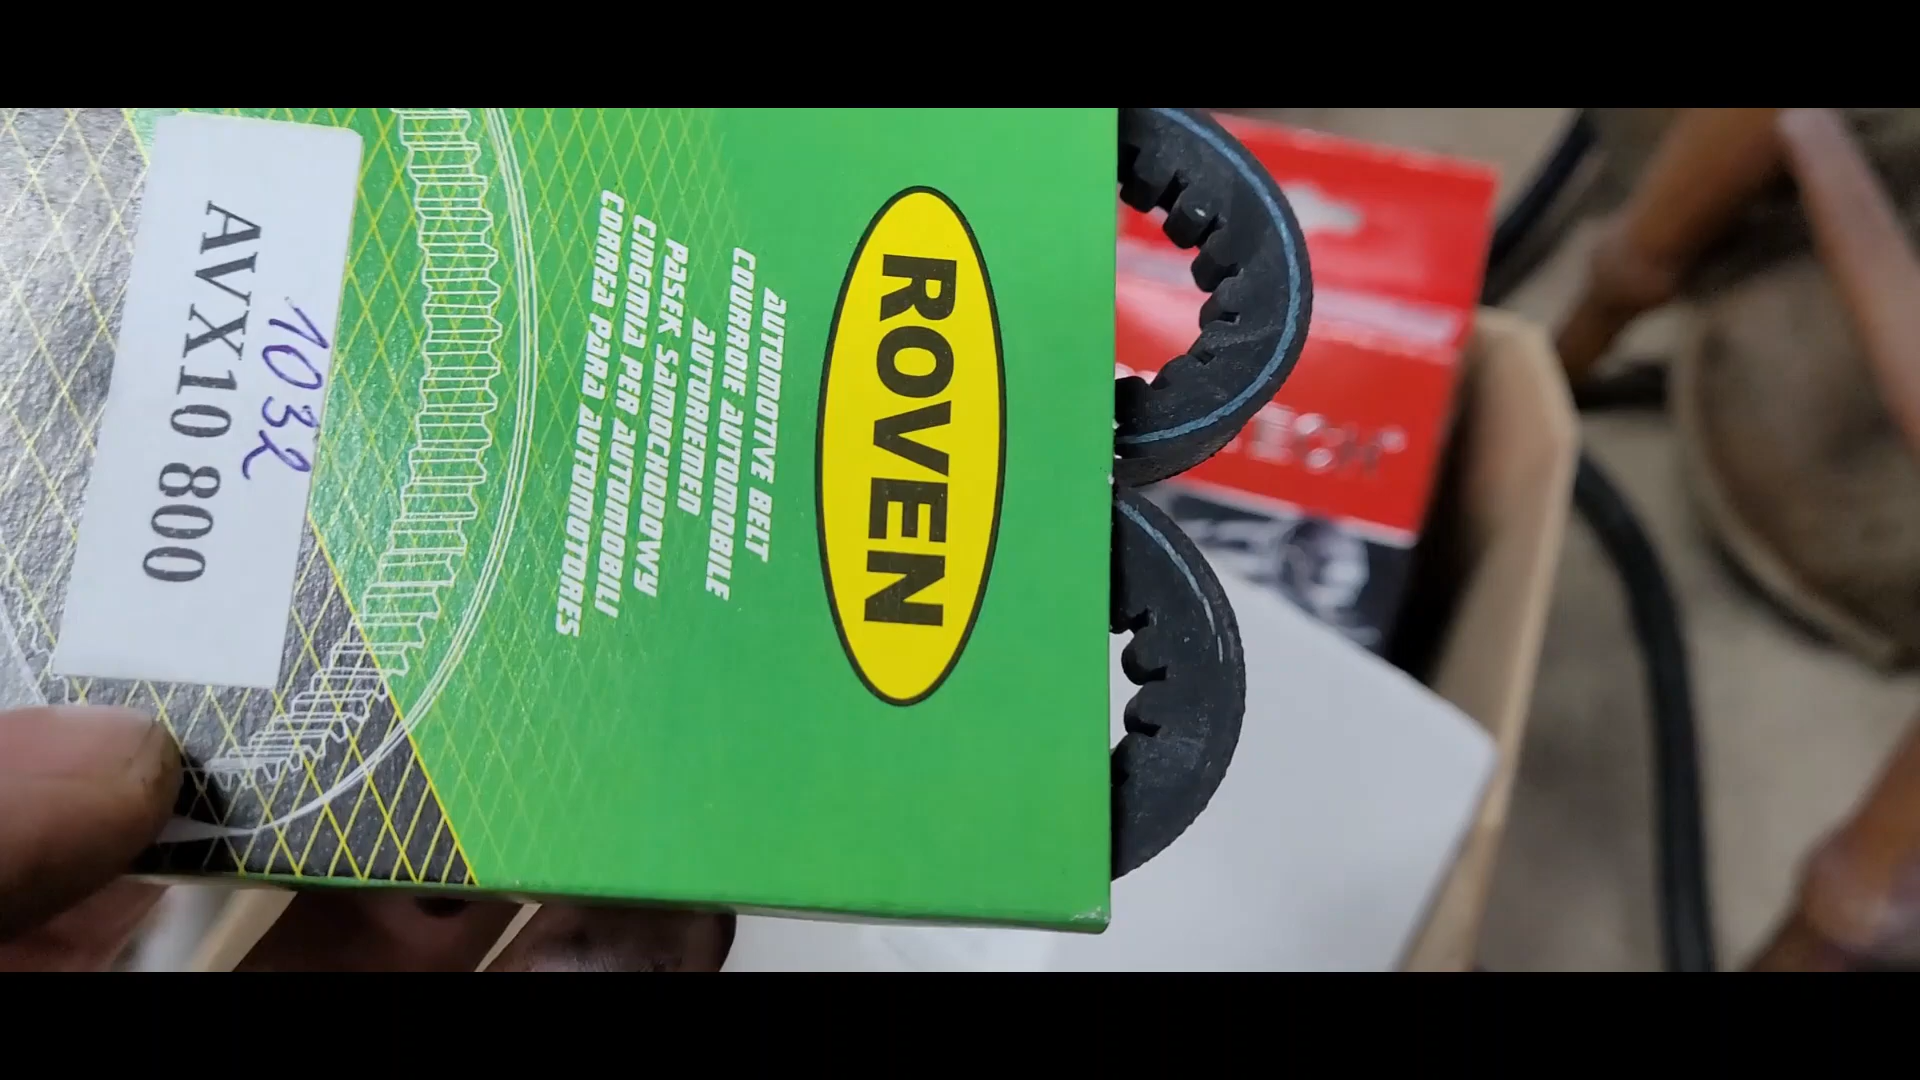 ROVEN
AUTOMOTIVE BELT
COURROIE AUTOMOBILE
AUTORIEMEN
PASEK SAMOCHODOWY
CINGHIA PER AUTOMOBILI
CORREA PARA AUTOMOTORES
1032
AVX10 800